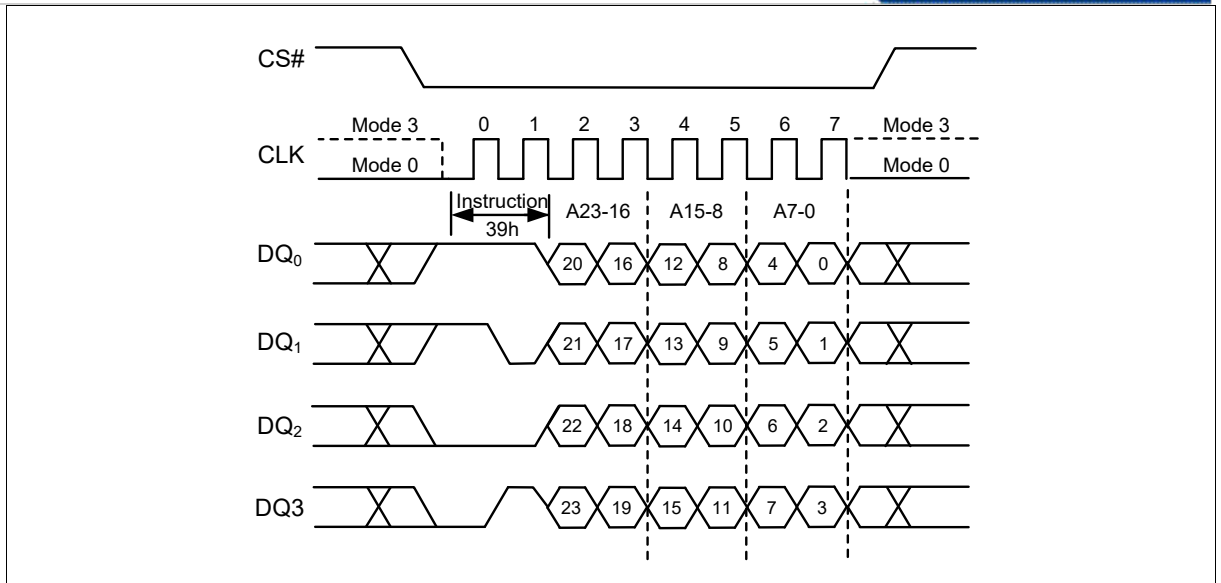 CS#
Mode 3 0 1 2 3 4 5 6 7 Mode 3
CLK
Mode 0 Mode 0
Instruction A23-16 A15-8 A7-0
39h
DQ0 20 16 12 8 4 0
DQ1 21 17 13 9 5 1
DQ2 22 18 14 10 6 2
DQ3 23 19 15 11 7 3